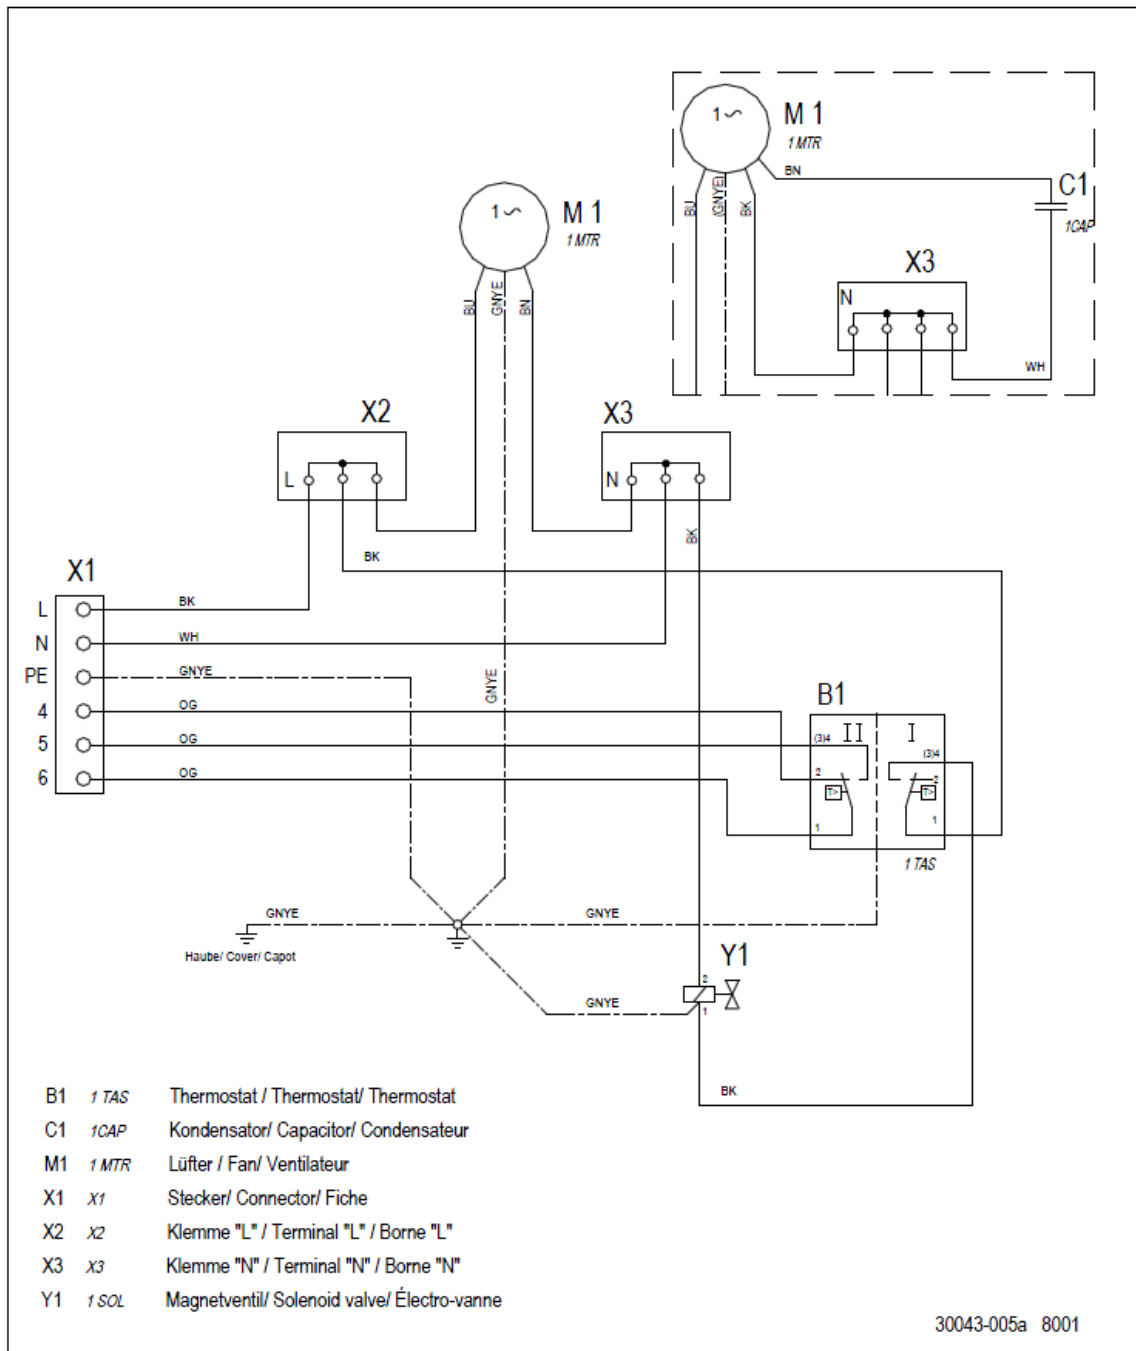 1
M 1
1 MTR
BN
BU
(GNYE)
BK
C1
1CAP
X3
N
WH
1
M 1
1 MTR
BU
GNYE
BN
X2
L
X3
N
BK
BK
X1
L
BK
N
WH
PE
GNYE
GNYE
4
OG
5
OG
6
OG
B1
(3)4
II
I
(3)4
2
2
T>
T>
1
1
1 TAS
GNYE
GNYE
Haube/ Cover/ Capot
Y1
2
GNYE
1
BK
B1 1 TAS Thermostat / Thermostat/ Thermostat
C1 1CAP Kondensator/ Capacitor/ Condensateur
M1 1 MTR Lüfter / Fan/ Ventilateur
X1 X1 Stecker/ Connector/ Fiche
X2 X2 Klemme "L" / Terminal "L" / Borne "L"
X3 X3 Klemme "N" / Terminal "N" / Borne "N"
Y1 1 SOL Magnetventil/ Solenoid valve/ Électro-vanne
30043-005a 8001